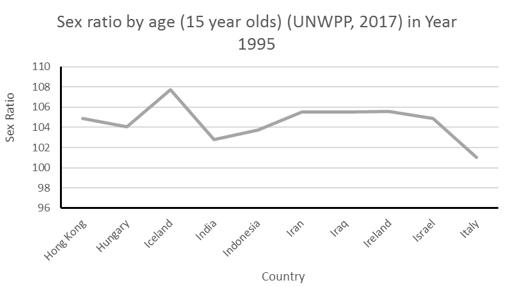 Sex ratio by age (15 year olds) (UNWPP, 2017) in Year
1995
110
108
106
104
102
100
98
96
Sex Ratio
Hong Kong
Hungary
Iceland
India
Indonesia
Iran
Iraq
Ireland
Israel
Italy
Country